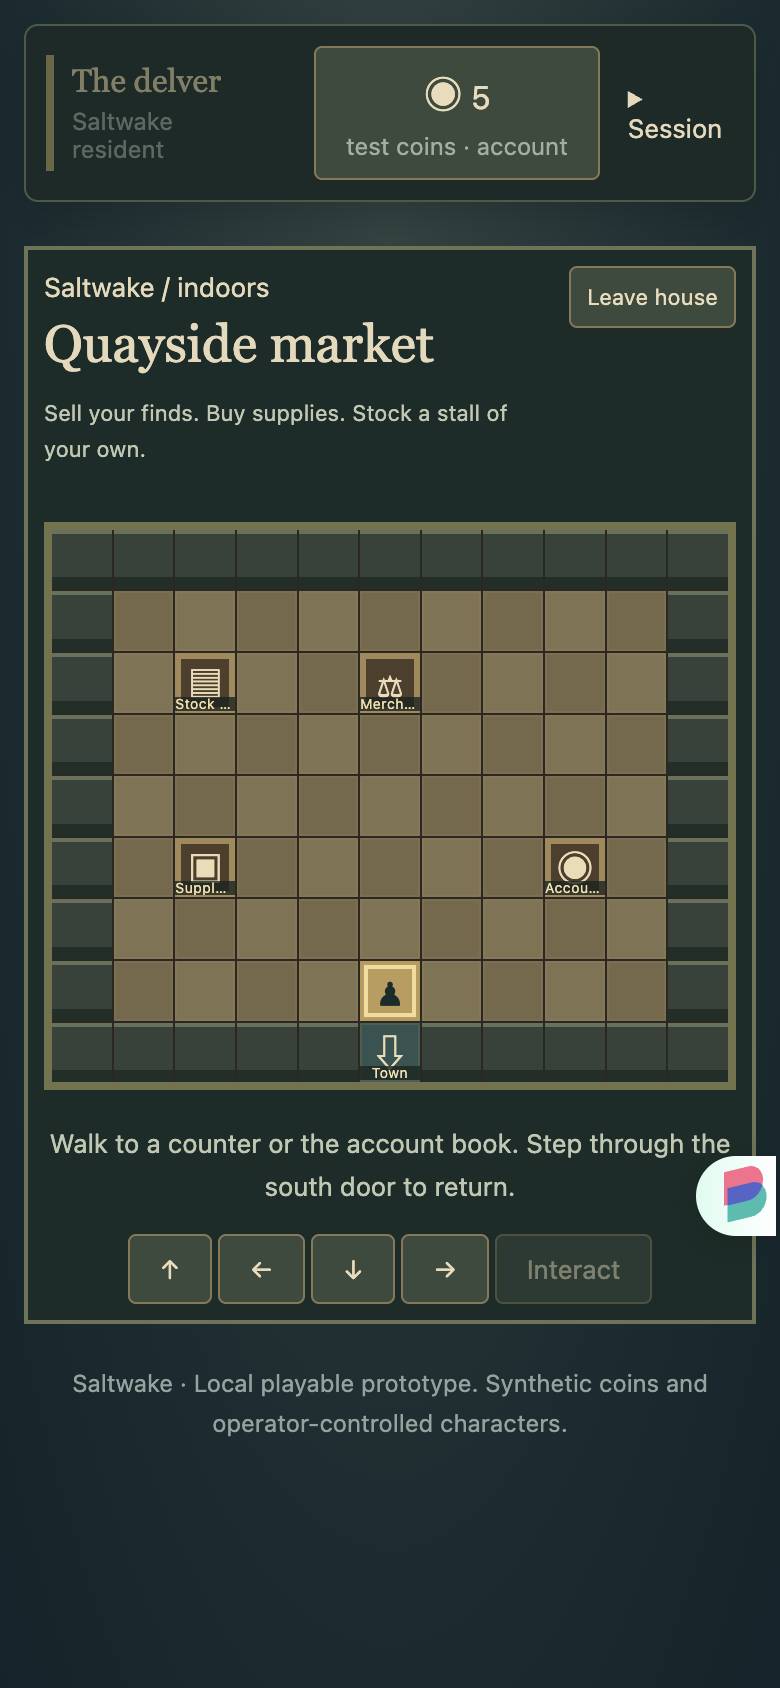 The delver
Saltwake
resident
5
test coins · account
Session
Saltwake / indoors
Leave house
Quayside market
Sell your finds. Buy supplies. Stock a stall of
your own.
Stock ...
Merch...
Suppl...
Accou...
Town
Walk to a counter or the account book. Step through the
south door to return.
Interact
Saltwake · Local playable prototype. Synthetic coins and
operator-controlled characters.